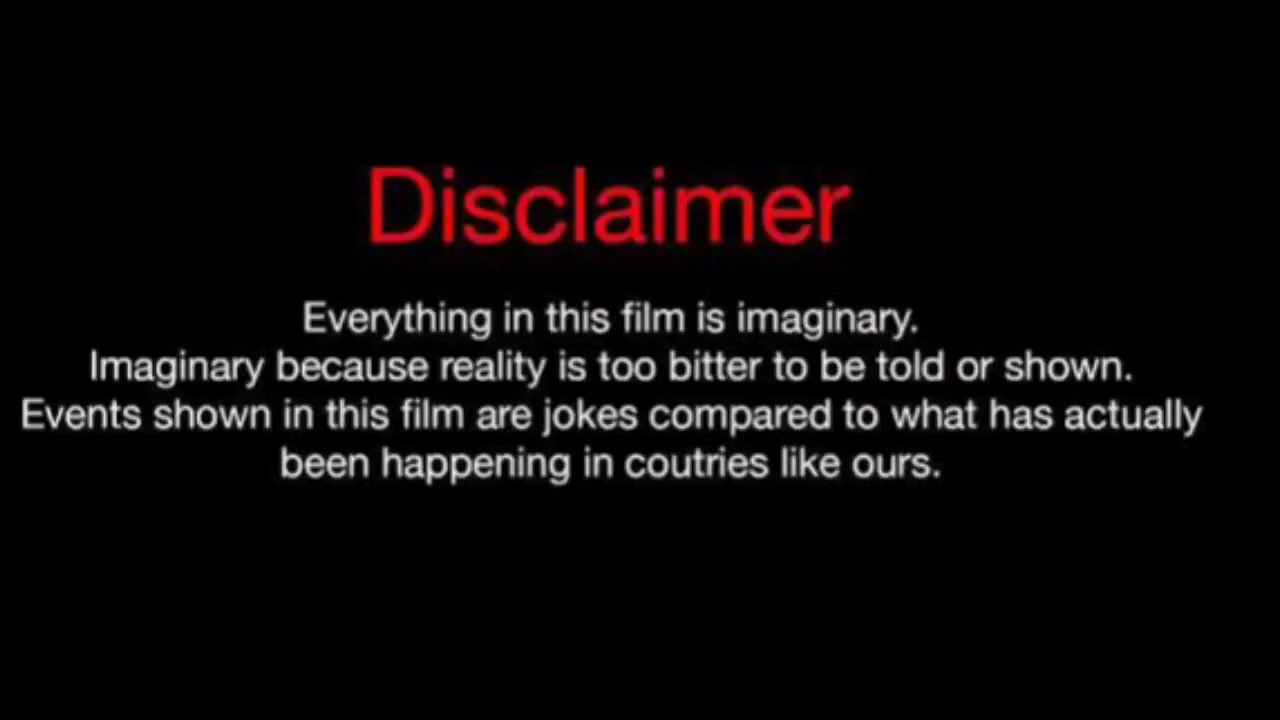 Disclaimer
Everything in this film is imaginary.
Imaginary because reality is too bitter to be told or shown.
Events shown in this film are jokes compared to what has actually
been happening in coutries like ours.